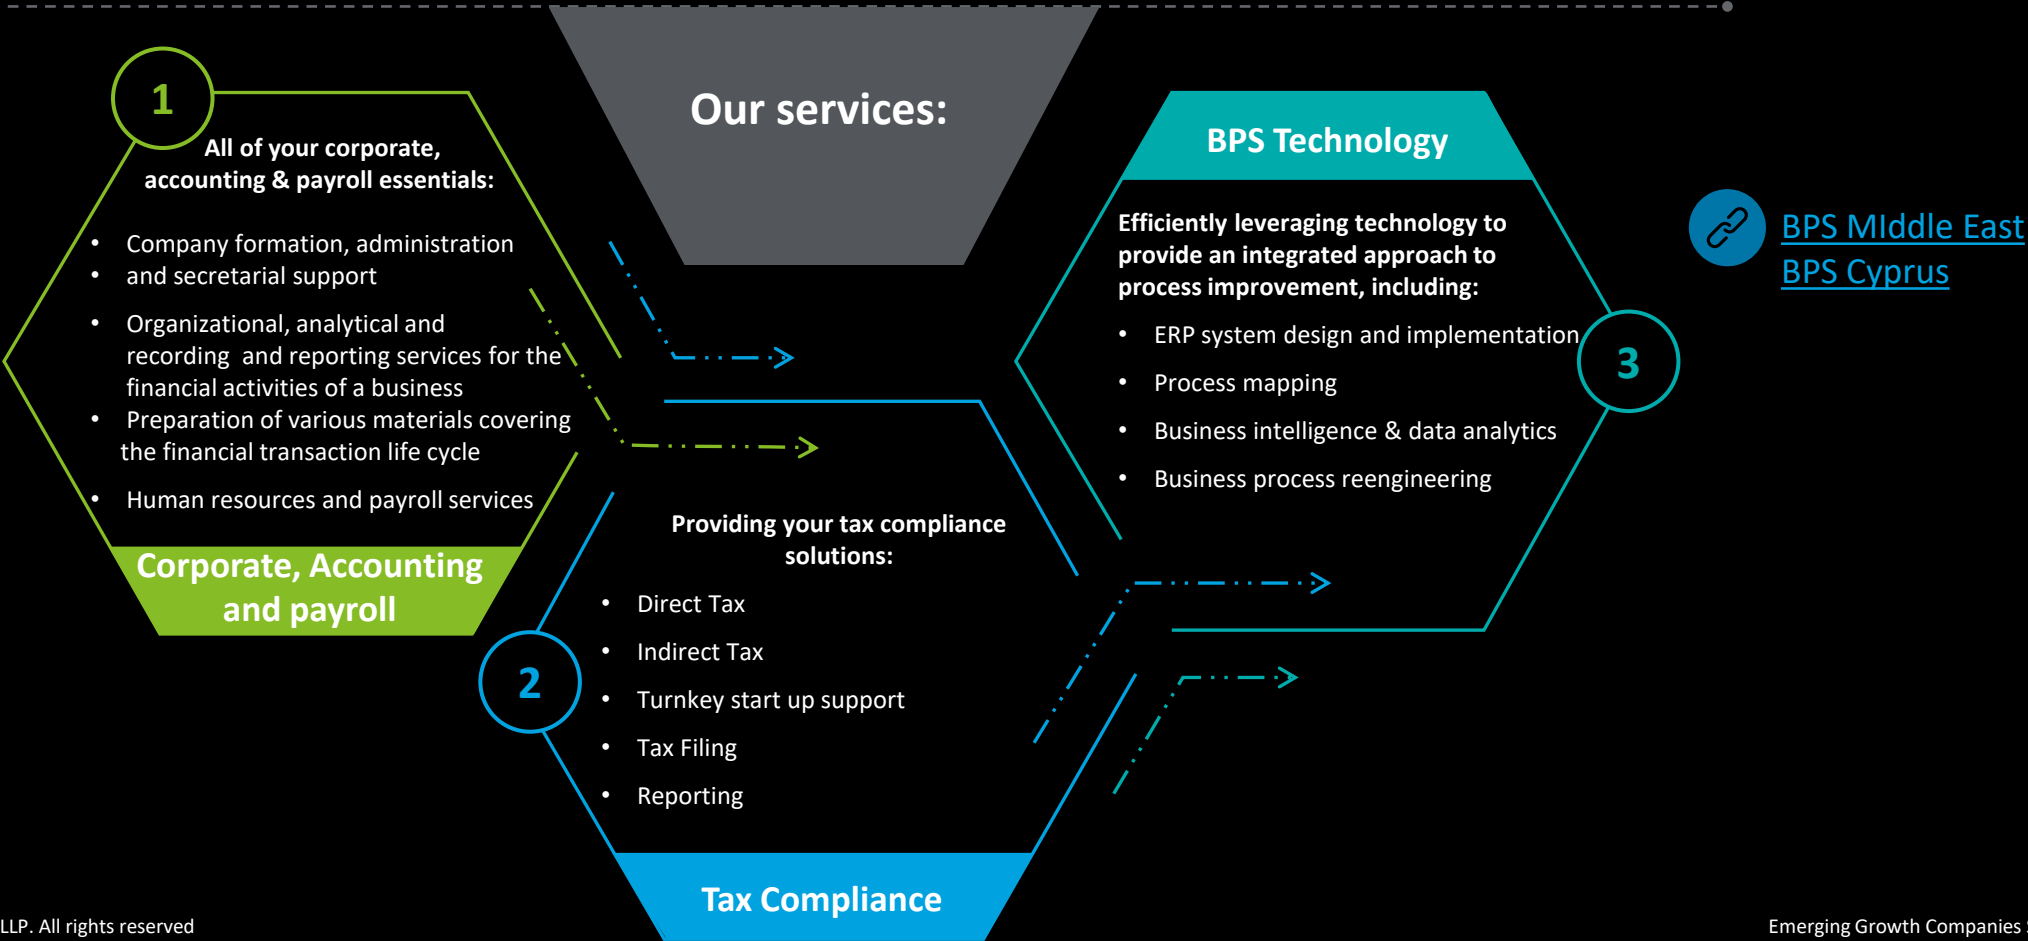 Our services:
1
All of your corporate,
accounting & payroll essentials:
• Company formation, administration
• and secretarial support
• Organizational, analytical and
recording and reporting services for the
financial activities of a business
• Preparation of various materials covering
the financial transaction life cycle
• Human resources and payroll services
Corporate, Accounting
and payroll
2
Providing your tax compliance
solutions:
• Direct Tax
• Indirect Tax
• Turnkey start up support
• Tax Filing
• Reporting
Tax Compliance
BPS Technology
Efficiently leveraging technology to
provide an integrated approach to
process improvement, including:
• ERP system design and implementation
• Process mapping
• Business intelligence & data analytics
• Business process reengineering
3
BPS MIddle East
BPS Cyprus
LLP. All rights reserved
Emerging Growth Companies